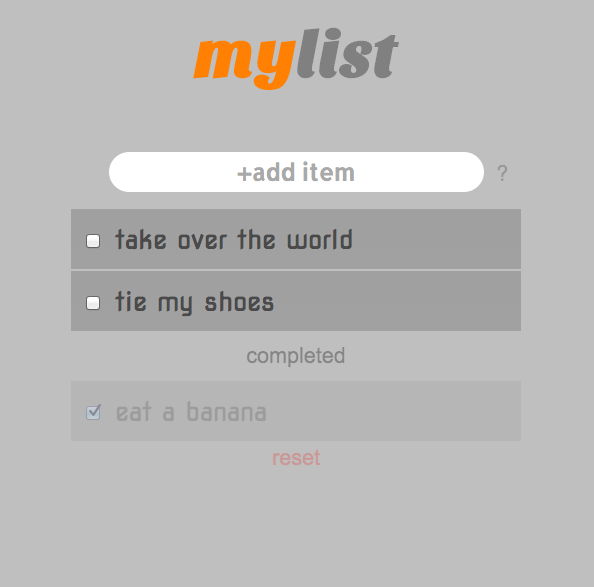 mylist
+add item ?
take over the world
tie my shoes
completed
eat a banana
reset